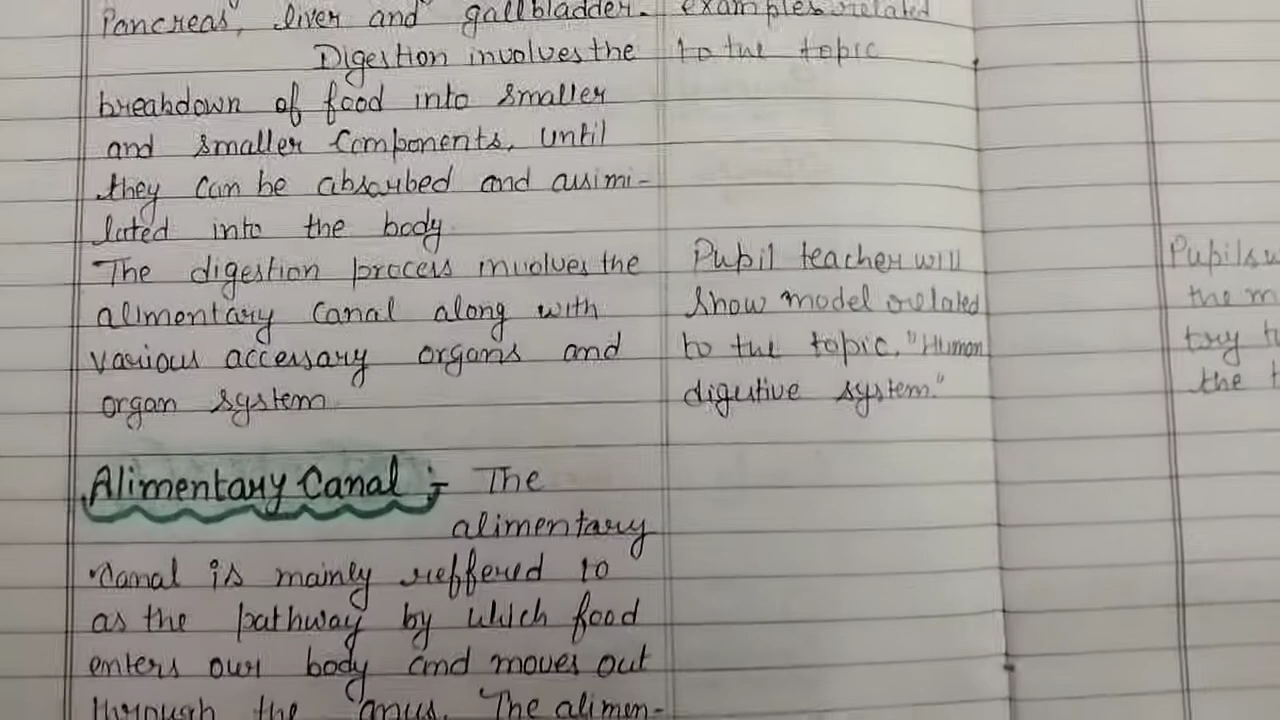 Pancreas", liver and gallbladder.
Digestion involves the
breakdown of food into smaller
and smaller components, until
they can be absorbed and assimi-
lated into the body
The digestion process involves the
alimentary canal along with
various accessary organs and
organ system
Alimentary Canal :- The
alimentary
Canal is mainly reffered to
as the pathway by which food
enters our body and moves out
through the anus. The alimen-
examples related
to the topic
Pupil teacher will
show model related
to the topic. "Human
digestive system."
Pupils
the
try
the